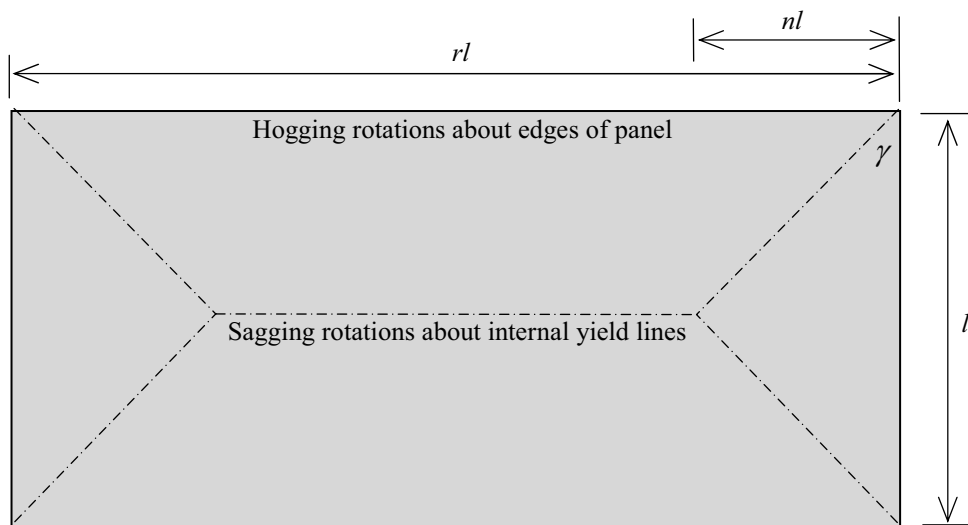 nl
rl
Hogging rotations about edges of panel
γ
l
Sagging rotations about internal yield lines